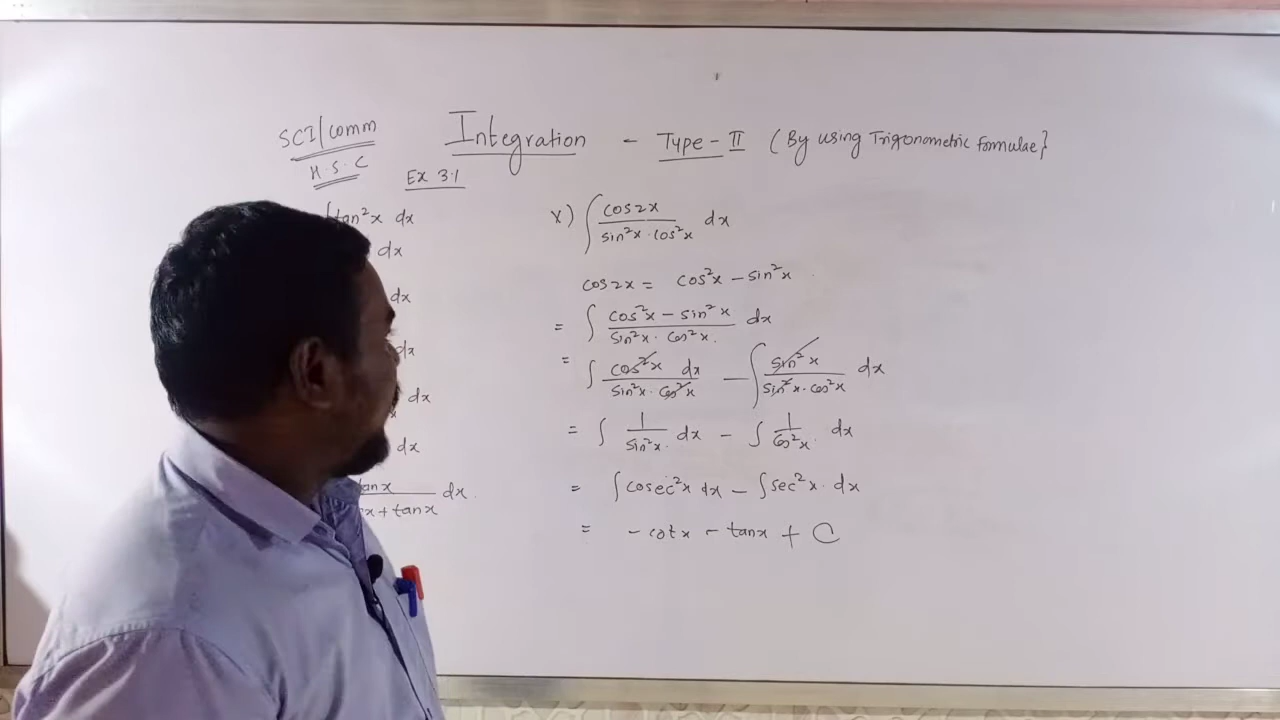 SCI/comm Integration - Type - II (By using Trigonometric formulae}
H.S.C
Ex 3.1
∫tan²x dx
dx
dx
dx
dx
x
dx
tanx
x + tanx dx.
x) ∫ cos2x / sin²x · cos²x dx
cos2x = cos²x - sin²x
= ∫ cos²x - sin²x / sin²x · cos²x. dx
= ∫ cos²x dx / sin²x · cos²x - ∫ sin²x / sin²x · cos²x dx
= ∫ 1 / sin²x. dx - ∫ 1 / cos²x. dx
= ∫cosec²x dx - ∫sec²x. dx
= - cotx - tanx + C